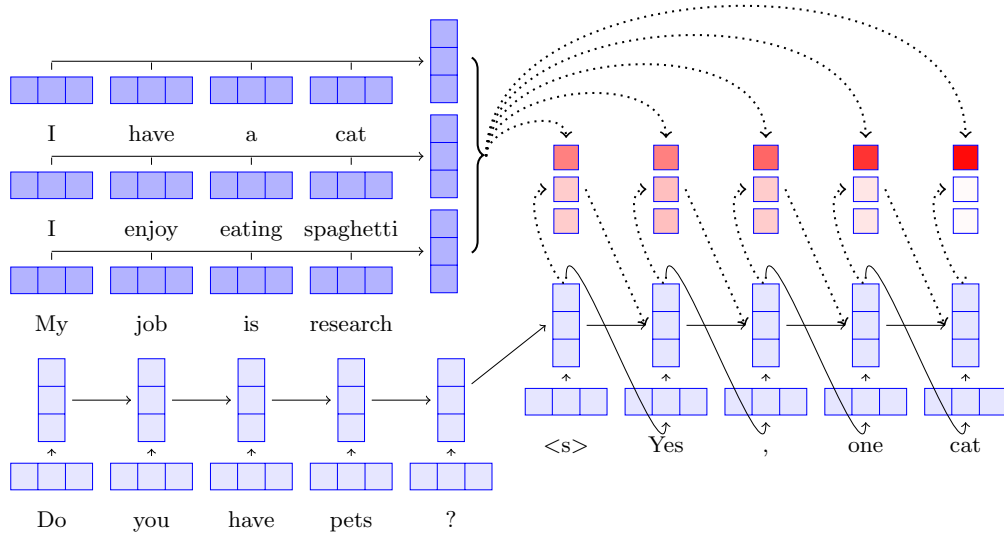 I have a cat
I enjoy eating spaghetti
My job is research
Do you have pets ?
<s> Yes , one cat